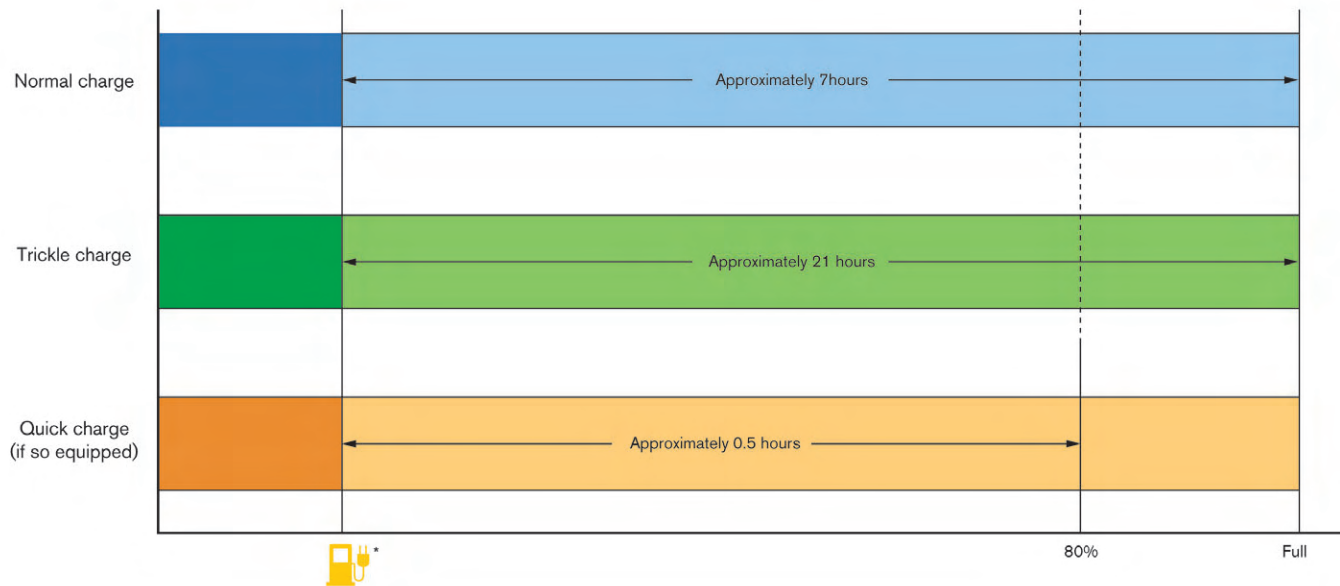 Normal charge
Approximately 7hours
Trickle charge
Approximately 21 hours
Quick charge
(if so equipped)
Approximately 0.5 hours
*
80%
Full